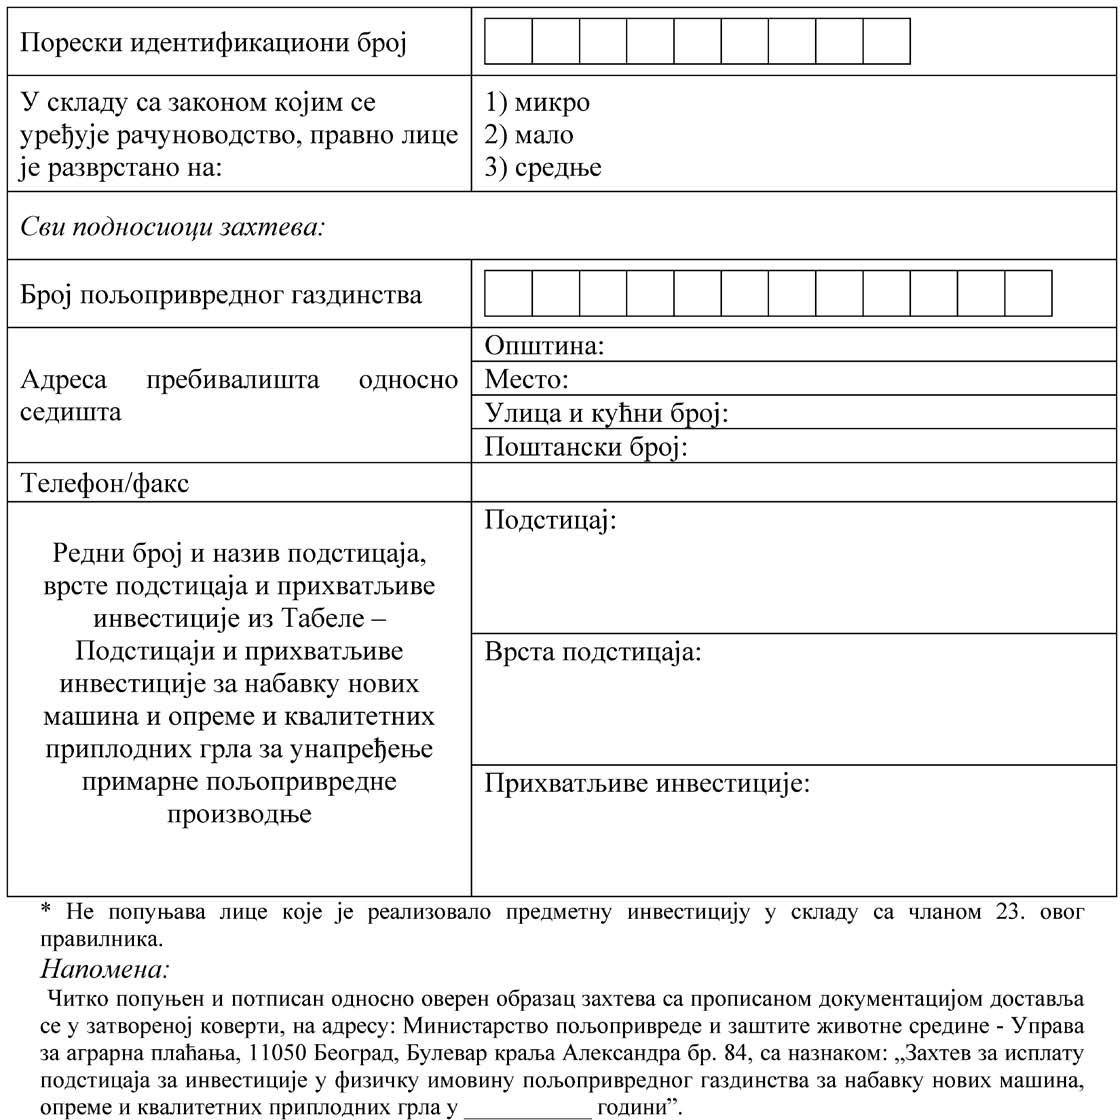 Порески идентификациони број
У складу са законом којим се
уређује рачуноводство, правно лице
је разврстано на:
1) микро
2) мало
3) средње
Сви подносиоци захтева:
Број пољопривредног газдинства
Адреса пребивалишта односно
седишта
Општина:
Место:
Улица и кућни број:
Поштански број:
Телефон/факс
Редни број и назив подстицаја,
врсте подстицаја и прихватљиве
инвестиције из Табеле –
Подстицаји и прихватљиве
инвестиције за набавку нових
машина и опреме и квалитетних
приплодних грла за унапређење
примарне пољопривредне
производње
Подстицај:
Врста подстицаја:
Прихватљиве инвестиције:
* Не попуњава лице које је реализовало предметну инвестицију у складу са чланом 23. овог
правилника.
Напомена:
Читко попуњен и потписан односно оверен образац захтева са прописаном документацијом доставља
се у затвореној коверти, на адресу: Министарство пољопривреде и заштите животне средине - Управа
за аграрна плаћања, 11050 Београд, Булевар краља Александра бр. 84, са назнаком: „Захтев за исплату
подстицаја за инвестиције у физичку имовину пољопривредног газдинства за набавку нових машина,
опреме и квалитетних приплодних грла у ____________ години”.